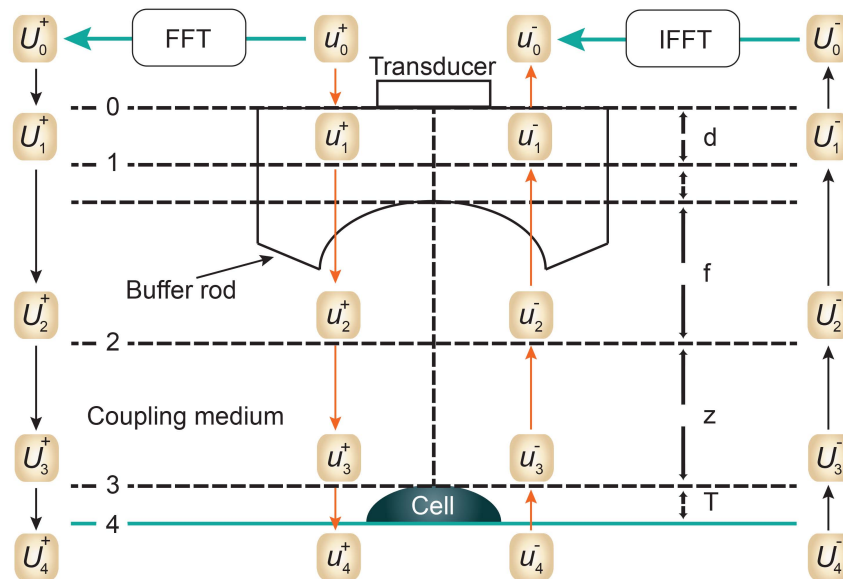 U₀⁺ FFT u₀⁺ u₀⁻ IFFT U₀⁻
Transducer
0
U₁⁺ u₁⁺ u₁⁻ d U₁⁻
1
Buffer rod
f
U₂⁺ u₂⁺ u₂⁻ U₂⁻
2
Coupling medium z
U₃⁺ u₃⁺ u₃⁻ U₃⁻
3 Cell T
4
U₄⁺ u₄⁺ u₄⁻ U₄⁻